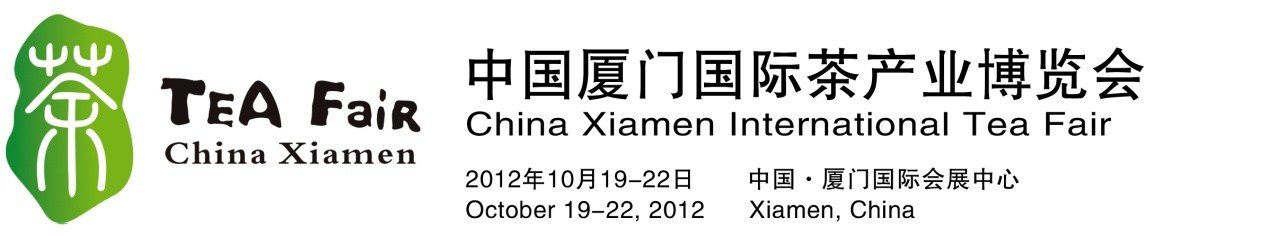 茶
TEA FaiR
China Xiamen
中国厦门国际茶产业博览会
China Xiamen International Tea Fair
2012年10月19-22日 中国·厦门国际会展中心
October 19-22, 2012 Xiamen, China